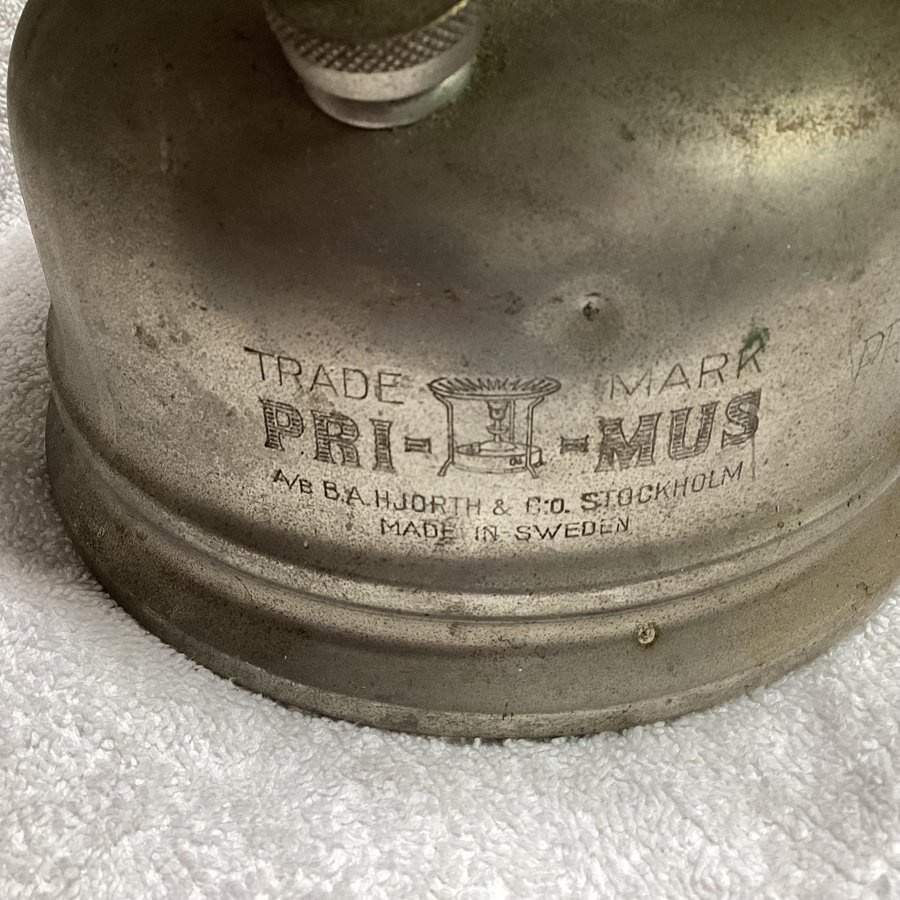 TRADE MARK
PRI-MUS
A/B B.A. HJORTH & C:O. STOCKHOLM
MADE IN SWEDEN